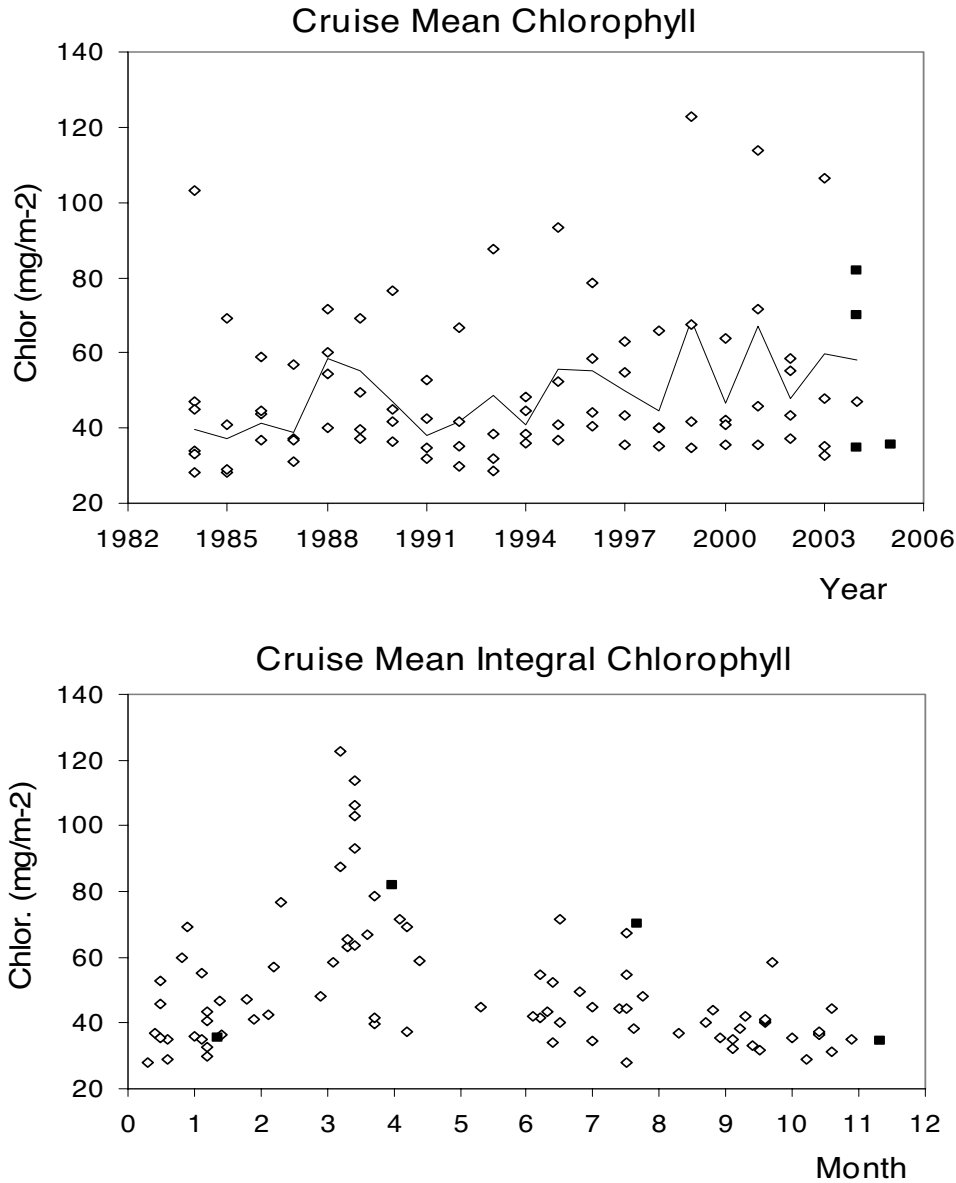 Cruise Mean Chlorophyll
140
120
100
80
60
40
20
Chlor (mg/m-2)
1982 1985 1988 1991 1994 1997 2000 2003 2006
Year
Cruise Mean Integral Chlorophyll
140
120
100
80
60
40
20
Chlor. (mg/m-2)
0 1 2 3 4 5 6 7 8 9 10 11 12
Month